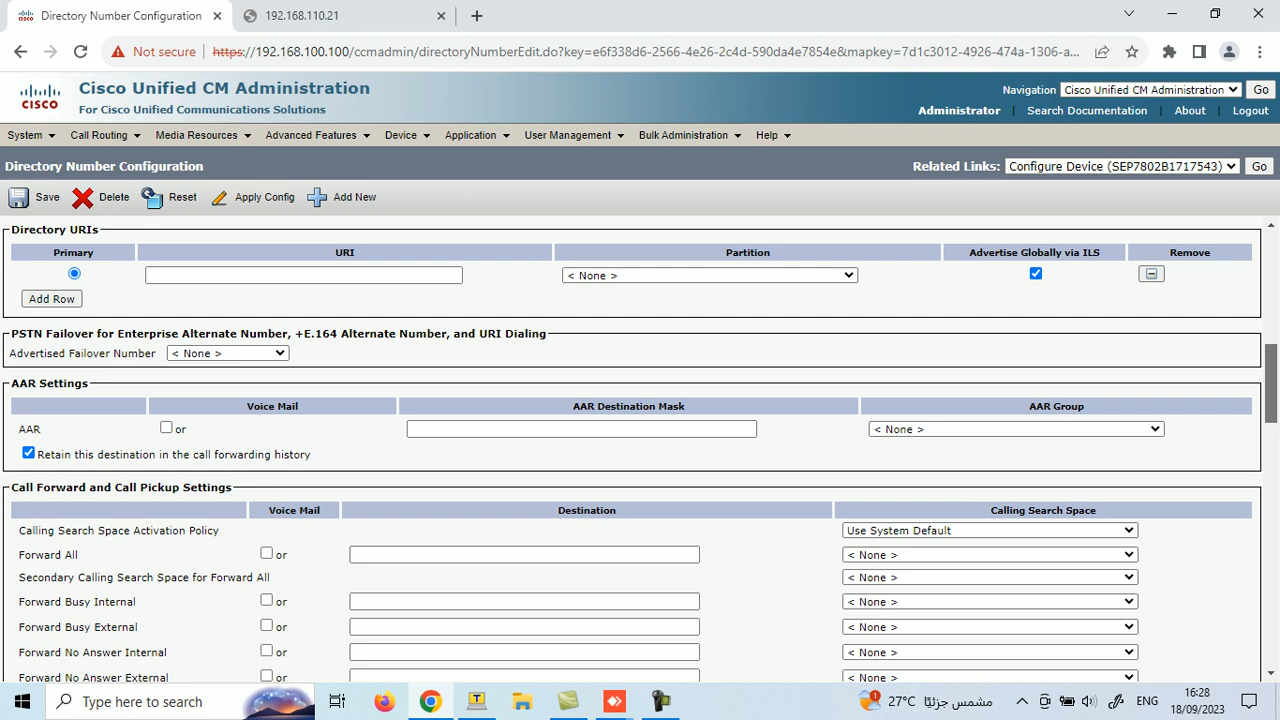 Directory Number Configuration
192.168.110.21
Not secure
https://192.168.100.100/ccmadmin/directoryNumberEdit.do?key=e6f338d6-2566-4e26-2c4d-590da4e7854e&mapkey=7d1c3012-4926-474a-1306-a...
CISCO
Cisco Unified CM Administration
For Cisco Unified Communications Solutions
Navigation Cisco Unified CM Administration Go
Administrator Search Documentation About Logout
System Call Routing Media Resources Advanced Features Device Application User Management Bulk Administration Help
Directory Number Configuration
Related Links: Configure Device (SEP7802B1717543) Go
Save Delete Reset Apply Config Add New
Directory URIs
Primary URI Partition Advertise Globally via ILS Remove
< None >
Add Row
PSTN Failover for Enterprise Alternate Number, +E.164 Alternate Number, and URI Dialing
Advertised Failover Number < None >
AAR Settings
Voice Mail AAR Destination Mask AAR Group
AAR or < None >
Retain this destination in the call forwarding history
Call Forward and Call Pickup Settings
Voice Mail Destination Calling Search Space
Calling Search Space Activation Policy Use System Default
Forward All or < None >
Secondary Calling Search Space for Forward All < None >
Forward Busy Internal or < None >
Forward Busy External or < None >
Forward No Answer Internal or < None >
Forward No Answer External or < None >
Type here to search
1
27°C مشمس جزئيًا
ENG
16:28
18/09/2023